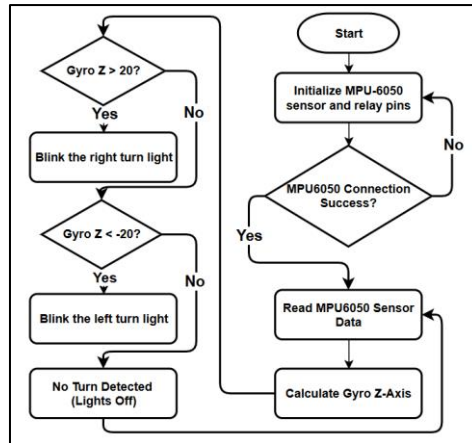 Start
Initialize MPU-6050
sensor and relay pins
No
MPU6050 Connection
Success?
Yes
Read MPU6050 Sensor
Data
Calculate Gyro Z-Axis
Gyro Z > 20?
No
Yes
Blink the right turn light
Gyro Z < -20?
No
Yes
Blink the left turn light
No Turn Detected
(Lights Off)